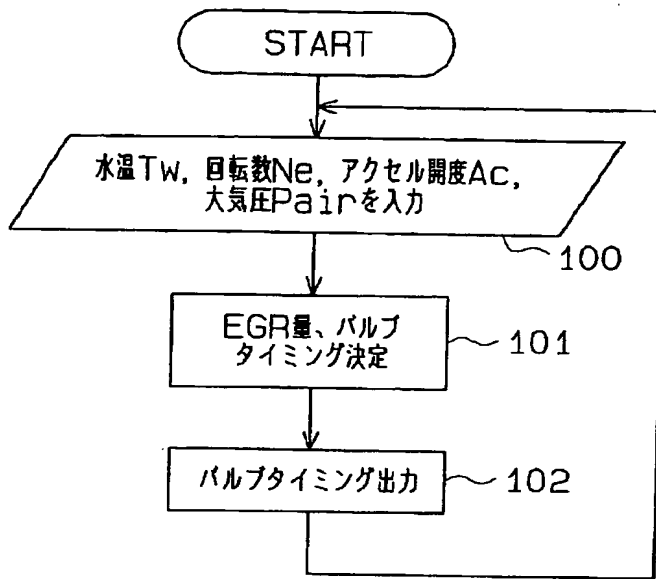 START
水温Tw, 回転数Ne, アクセル開度Ac,
大気圧Pairを入力
100
EGR量、バルブ
タイミング決定
101
バルブタイミング出力
102